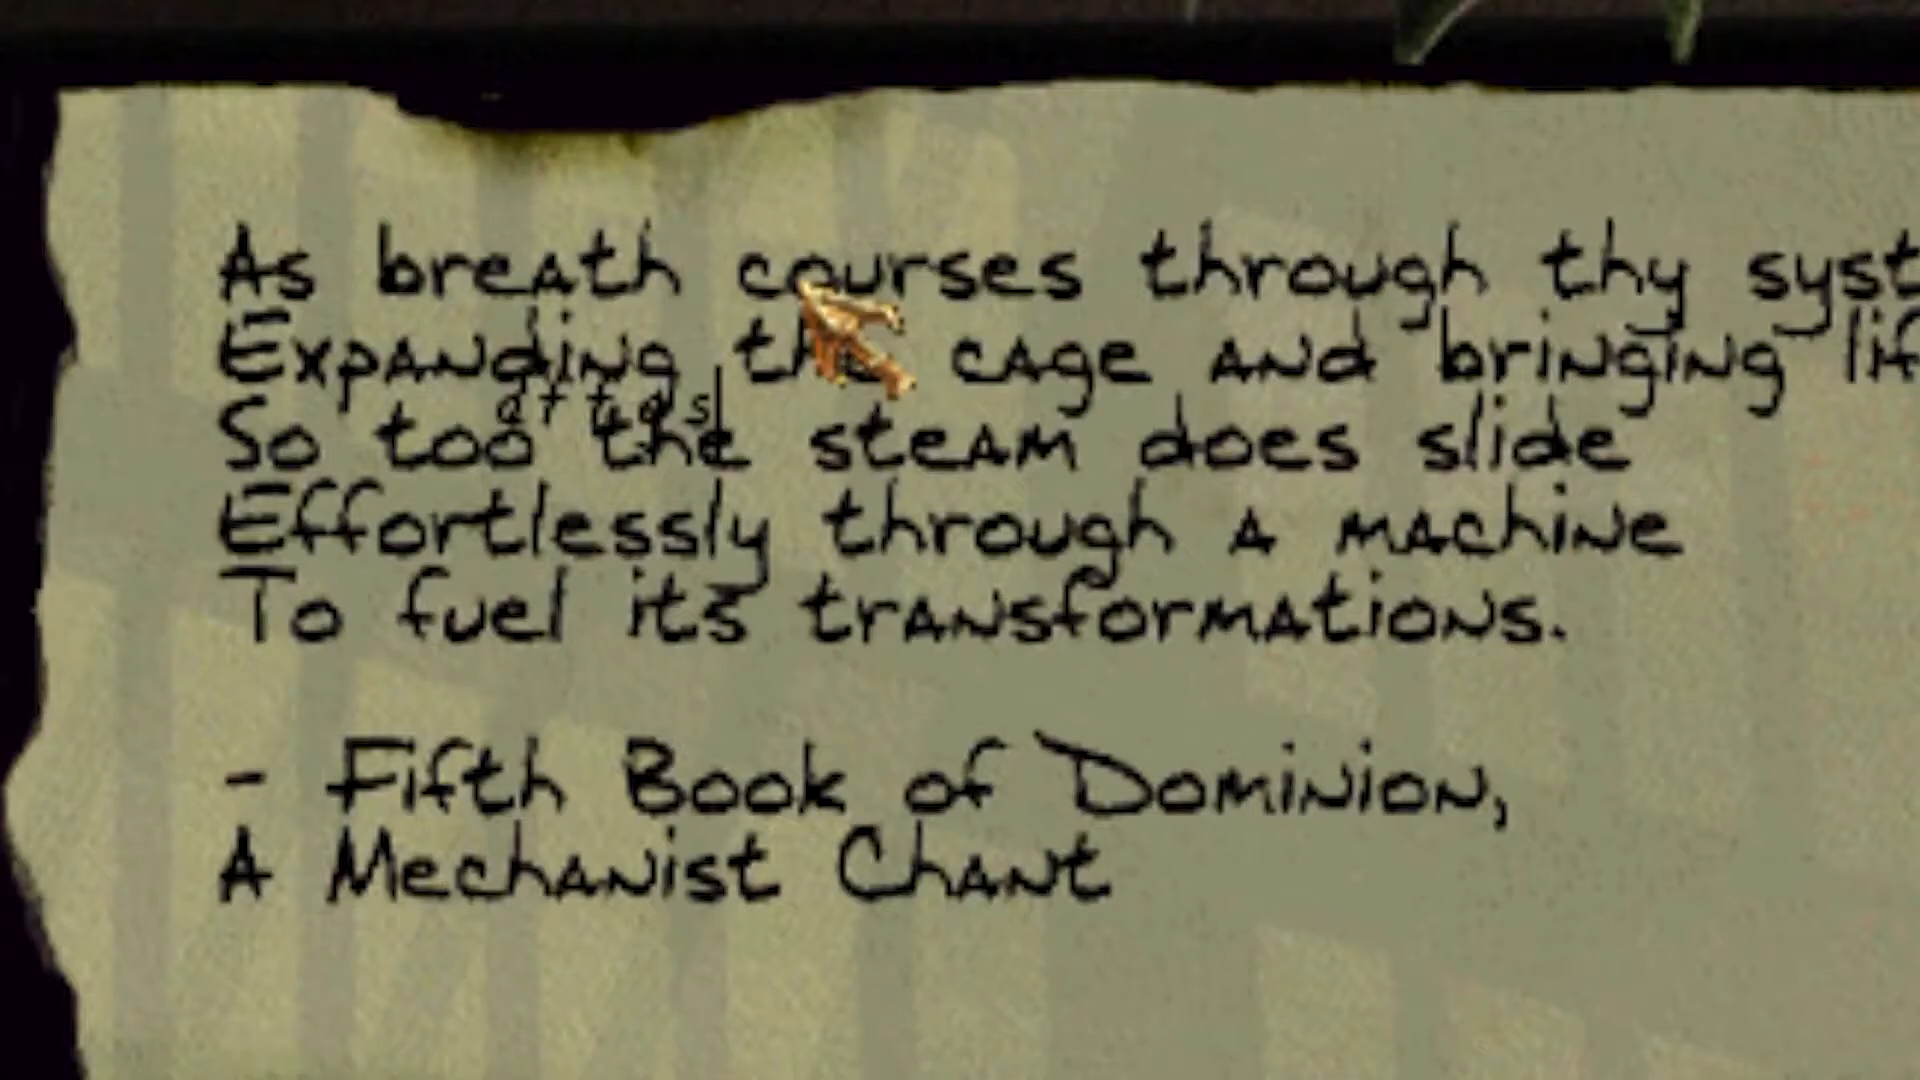 As breath courses through thy syst
Expanding the cage and bringing lif
So too the steam does slide
Effortlessly through a machine
To fuel its transformations.
- Fifth Book of Dominion,
A Mechanist Chant